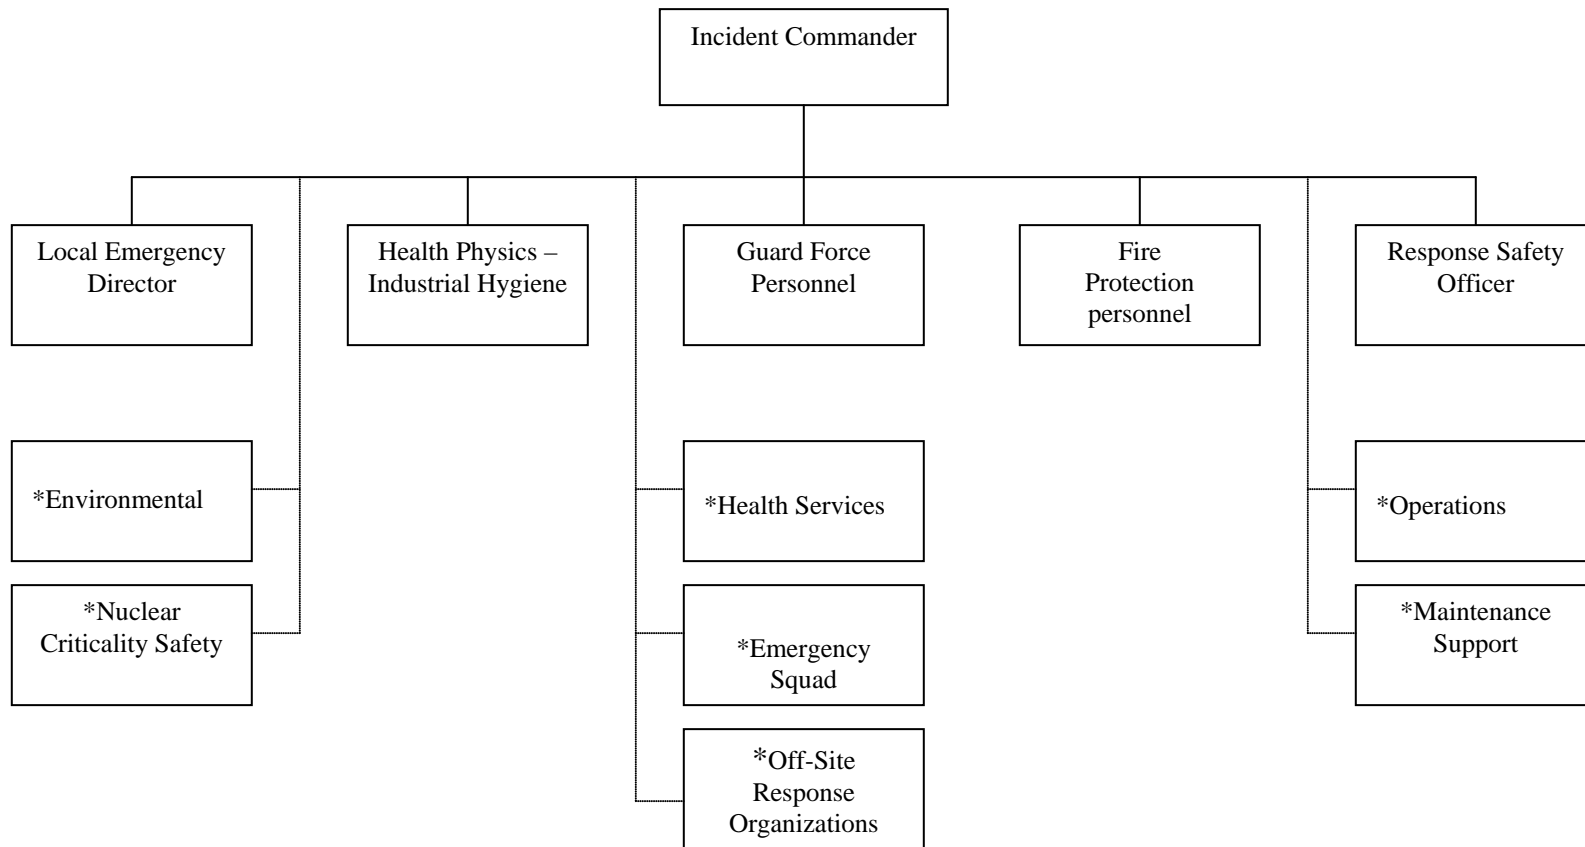 Incident Commander
Local Emergency
Director
Health Physics –
Industrial Hygiene
Guard Force
Personnel
Fire
Protection
personnel
Response Safety
Officer
*Environmental
*Health Services
*Operations
*Nuclear
Criticality Safety
*Emergency
Squad
*Maintenance
Support
*Off-Site
Response
Organizations